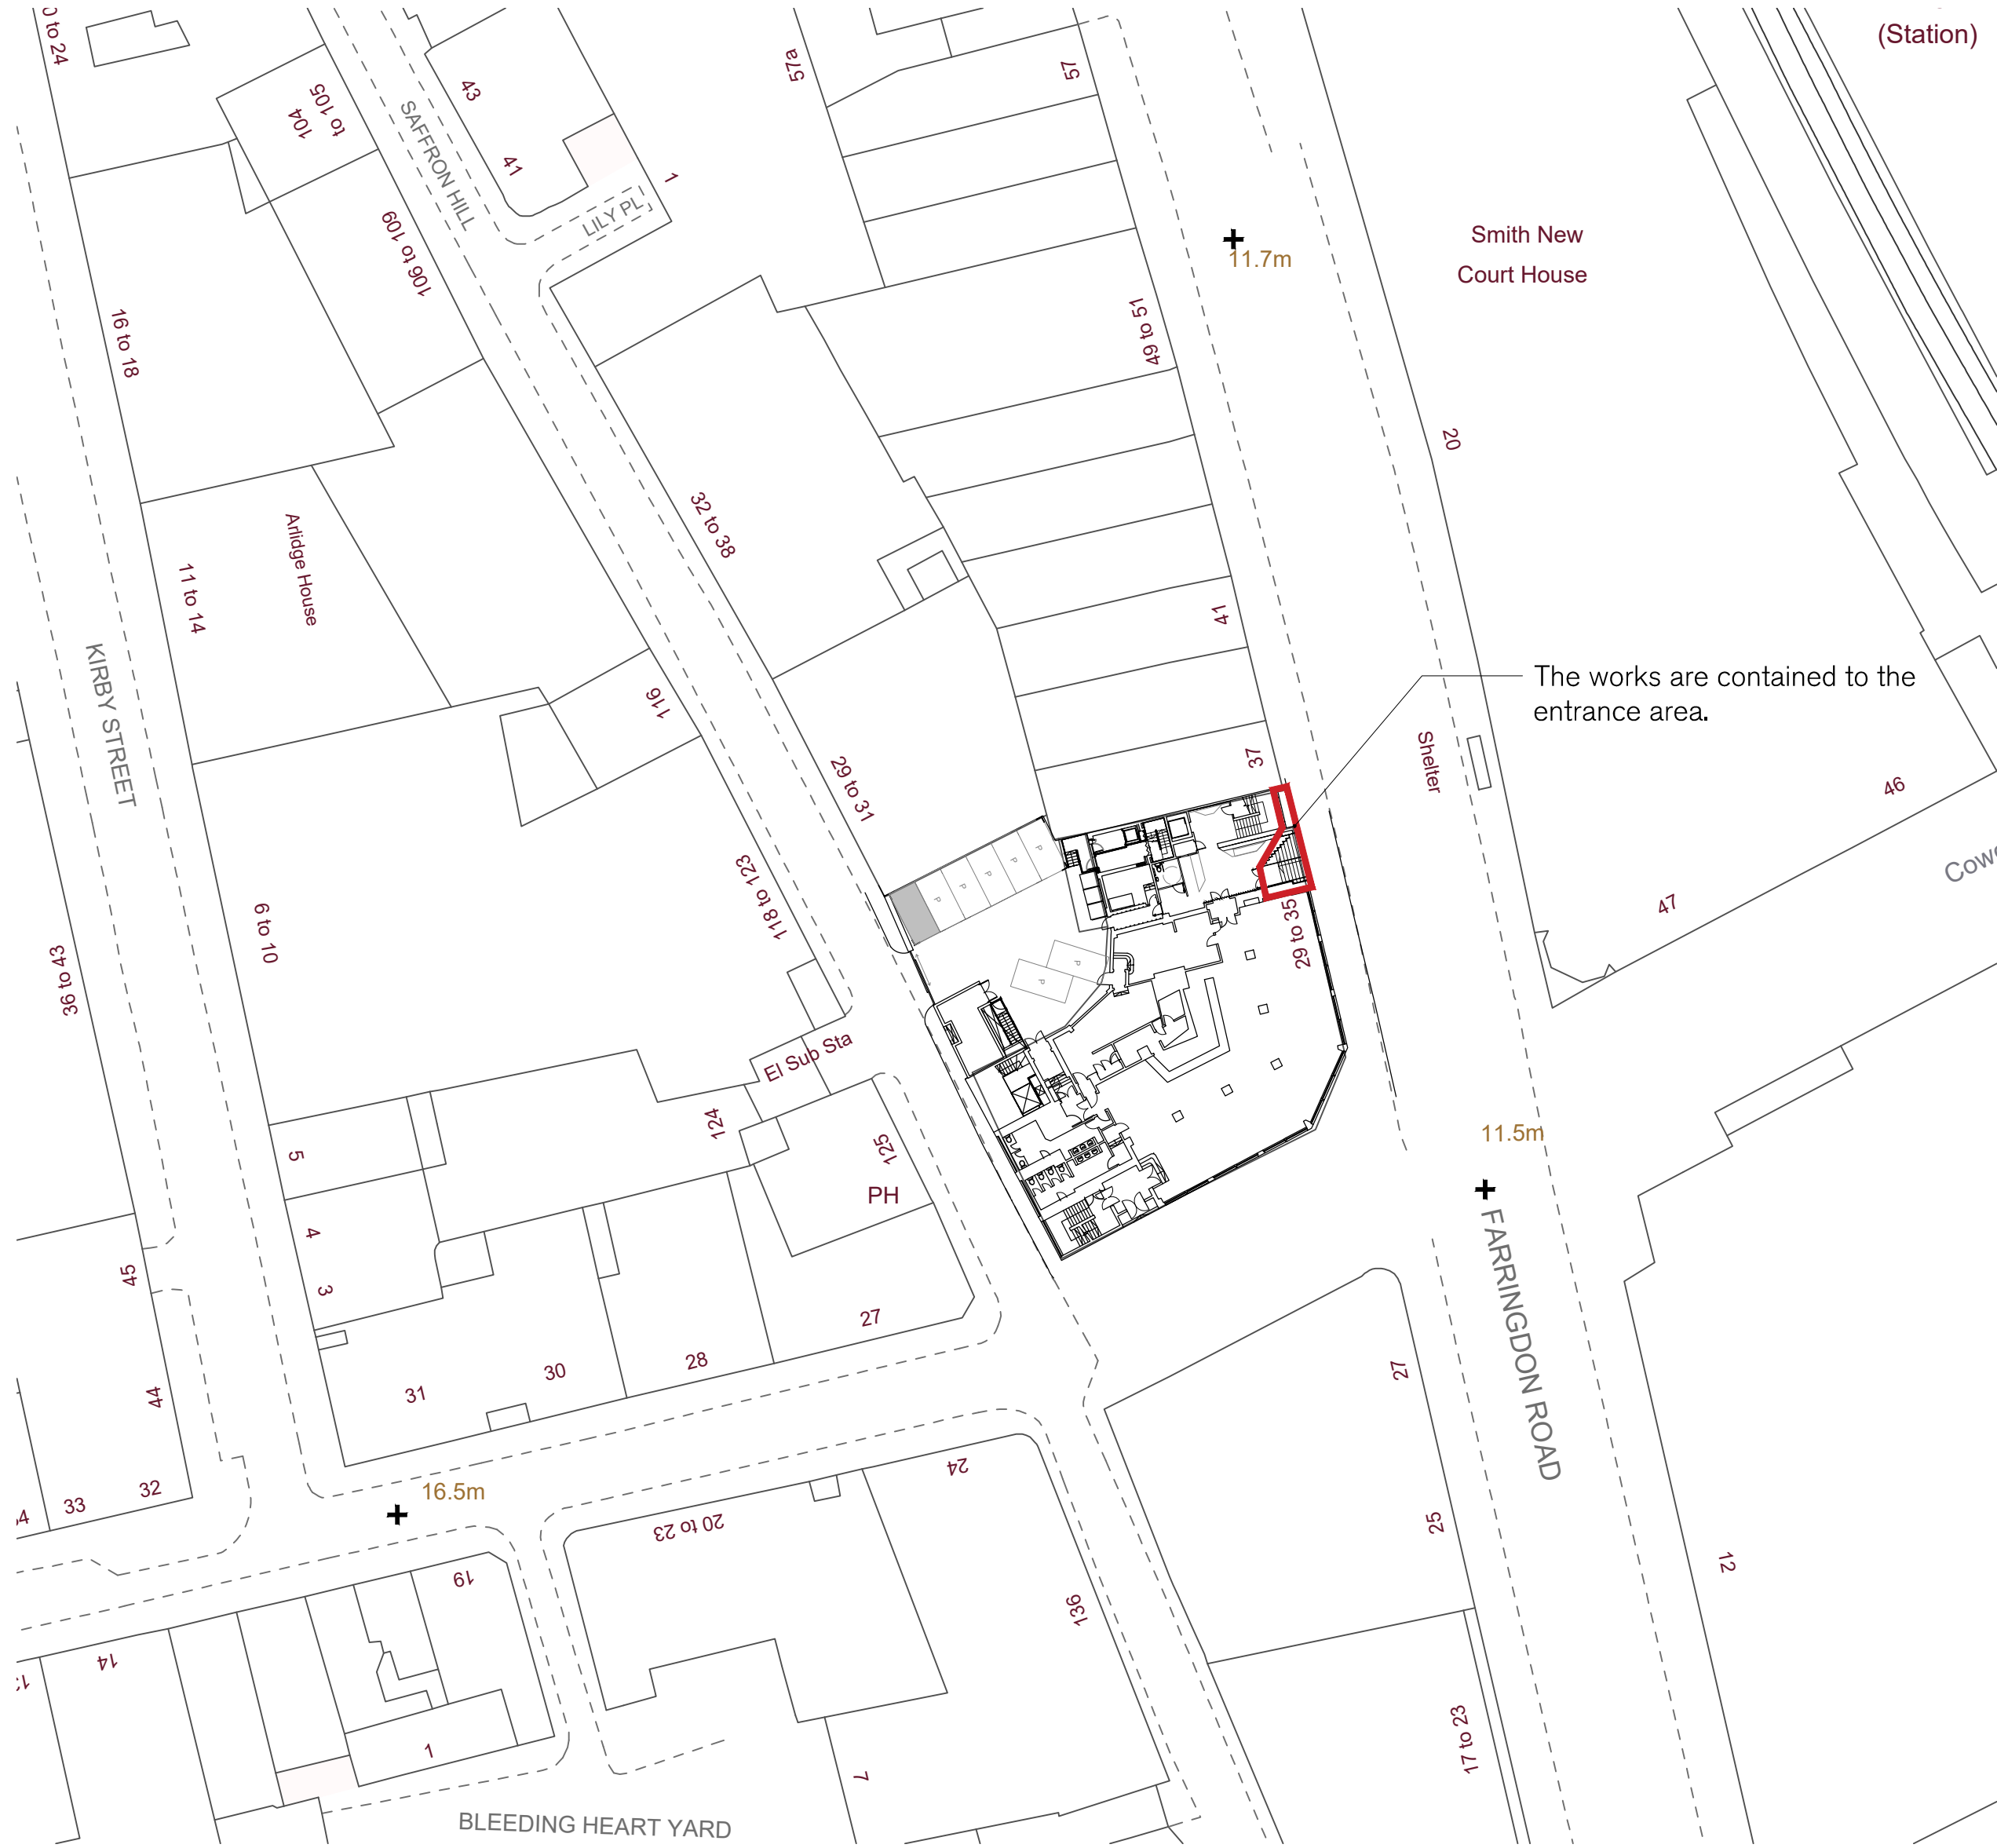 0 to 24
(Station)
57a
57
43
104
to 105
SAFFRON HILL
41
1
LILY PL
106 to 109
Smith New
Court House
11.7m
16 to 18
49 to 51
20
32 to 38
Arlidge House
11 to 14
41
KIRBY STREET
The works are contained to the
entrance area.
116
37
Shelter
29 to 31
46
P
P
P
P
P
47
118 to 123
9 to 10
29 to 35
36 to 43
P
P
El Sub Sta
124
125
11.5m
5
PH
4
FARRINGDON ROAD
45
3
27
28
30
31
27
44
24
32
33
16.5m
20 to 23
25
12
19
136
14
17 to 23
1
7
BLEEDING HEART YARD